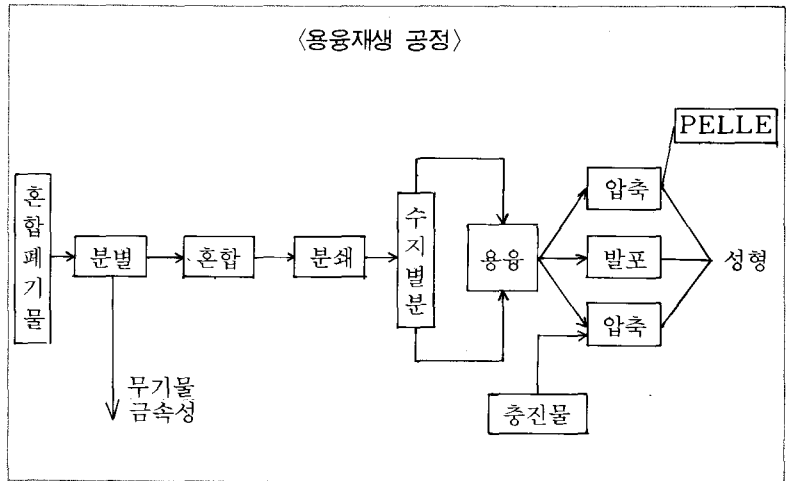 〈용융재생 공정〉
PELLE
혼합폐기물
분별
혼합
분쇄
수지별분
용융
압축
발포
압축
성형
무기물
금속성
충진물